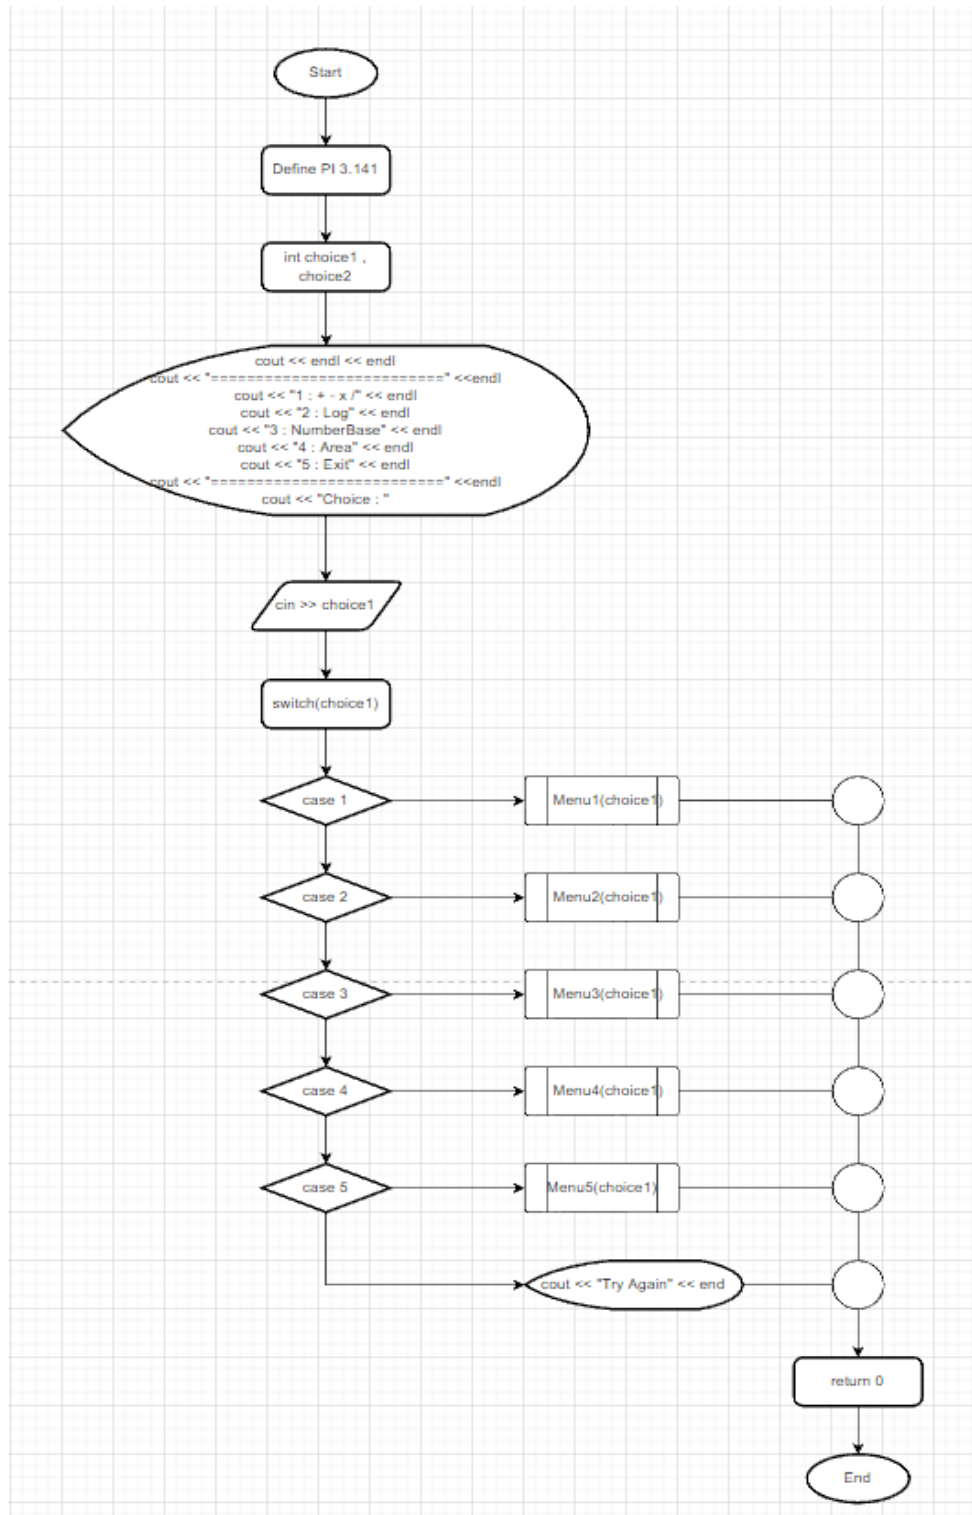 Start
Define PI 3.141
int choice1 ,
choice2
cout << endl << endl
cout << "==========================" <<endl
cout << "1 : + - x /" << endl
cout << "2 : Log" << endl
cout << "3 : NumberBase" << endl
cout << "4 : Area" << endl
cout << "5 : Exit" << endl
cout << "==========================" <<endl
cout << "Choice : "
cin >> choice1
switch(choice1)
case 1
Menu1(choice1)
case 2
Menu2(choice1)
case 3
Menu3(choice1)
case 4
Menu4(choice1)
case 5
Menu5(choice1)
cout << "Try Again" << end
return 0
End